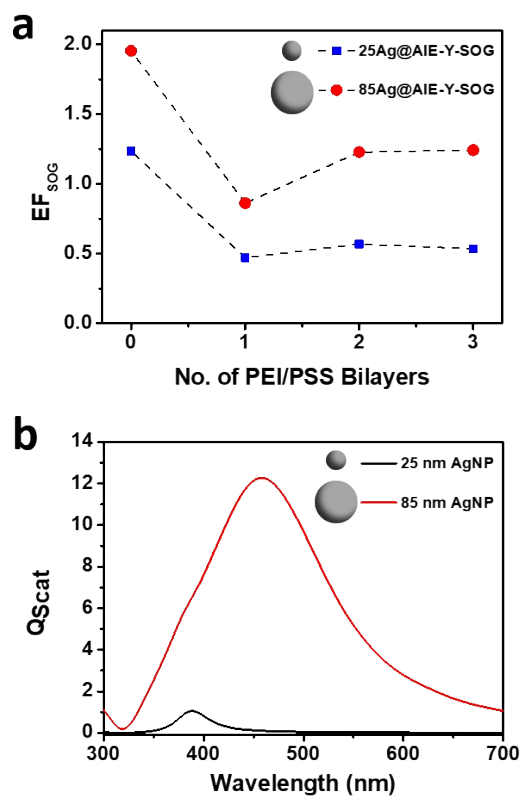 a
2.0
1.5
1.0
0.5
0.0
EF_SOG
25Ag@AIE-Y-SOG
85Ag@AIE-Y-SOG
0 1 2 3
No. of PEI/PSS Bilayers
b
14
12
10
8
6
4
2
0
QScat
25 nm AgNP
85 nm AgNP
300 400 500 600 700
Wavelength (nm)